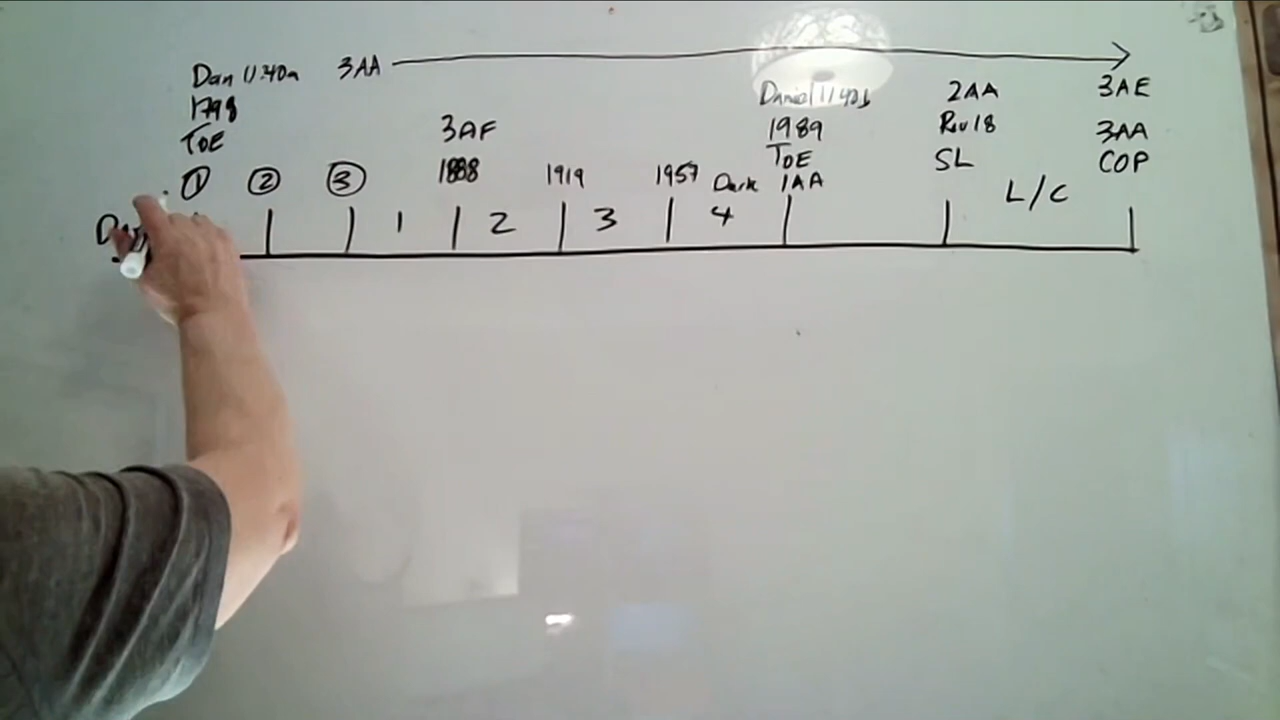 Dan 11:40a 3AA
1798
TOE
① ② ③
3AF
1888
1919
1957
Dark
Daniel 11:40b
1989
TOE
1AA
2AA
Rev 18
SL
L/C
3AE
3AA
COP
1 2 3 4